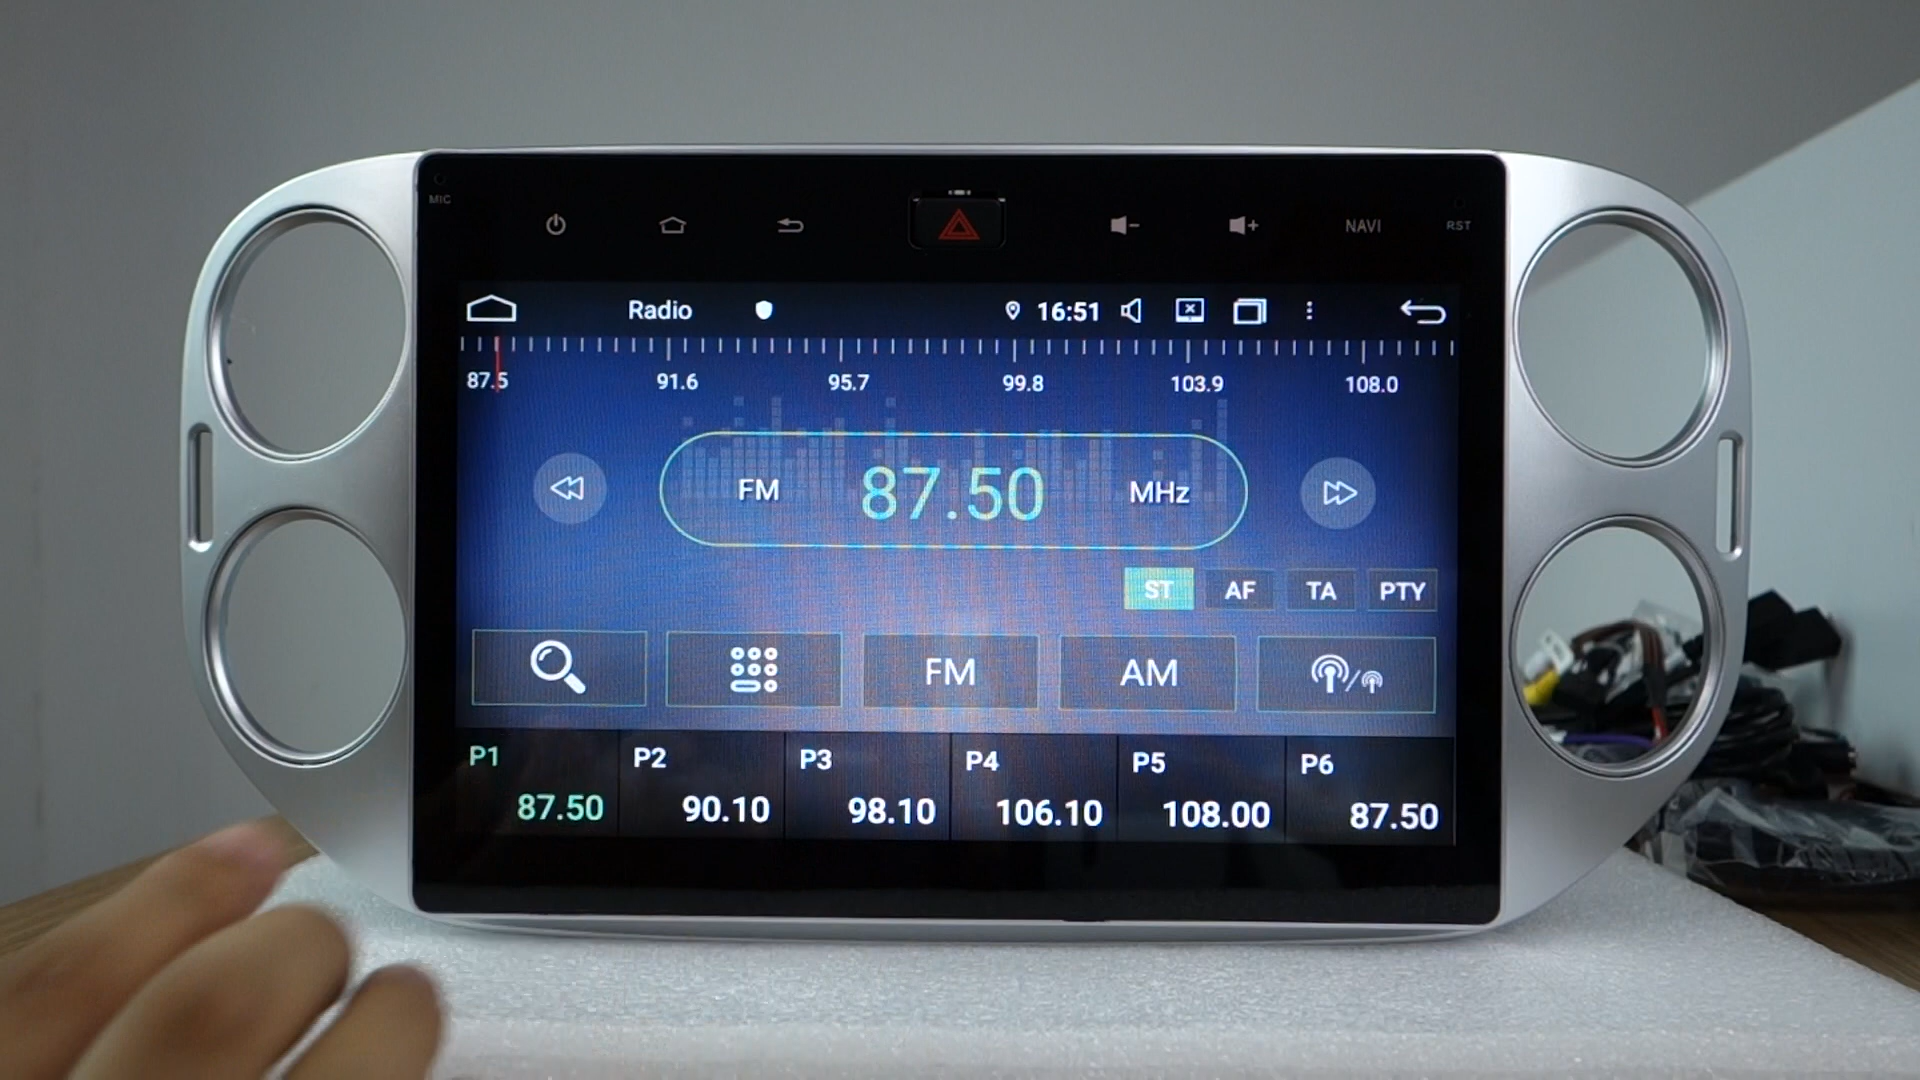 MIC
NAVI
RST
Radio 16:51
87.5 91.6 95.7 99.8 103.9 108.0
FM 87.50 MHz
ST AF TA PTY
FM AM
P1 P2 P3 P4 P5 P6
87.50 90.10 98.10 106.10 108.00 87.50